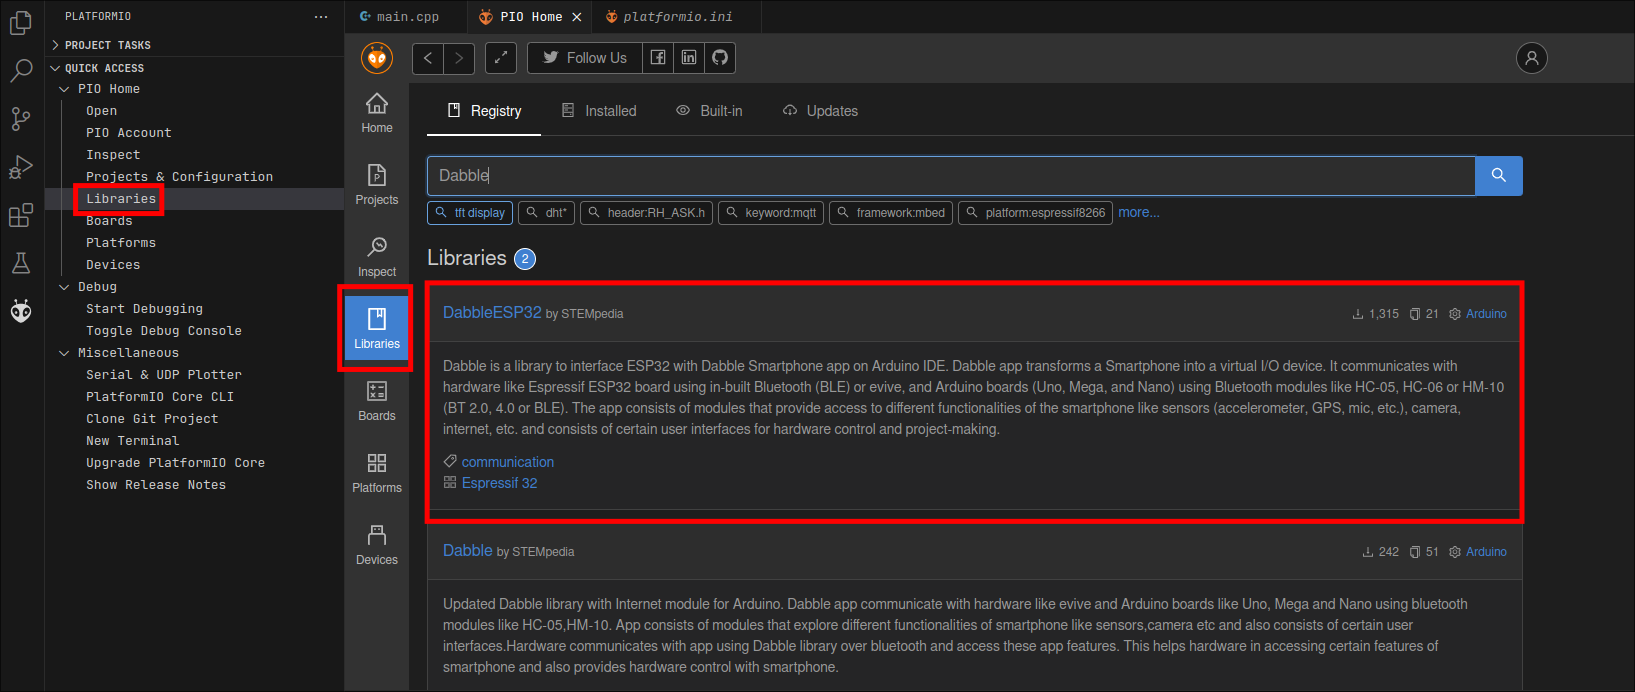 PLATFORMIO
PROJECT TASKS
QUICK ACCESS
PIO Home
Open
PIO Account
Inspect
Projects & Configuration
Libraries
Boards
Platforms
Devices
Debug
Start Debugging
Toggle Debug Console
Miscellaneous
Serial & UDP Plotter
PlatformIO Core CLI
Clone Git Project
New Terminal
Upgrade PlatformIO Core
Show Release Notes
main.cpp
PIO Home
platformio.ini
Follow Us
Home
Projects
Inspect
Libraries
Boards
Platforms
Devices
Registry
Installed
Built-in
Updates
Dabble
tft display
dht*
header:RH_ASK.h
keyword:mqtt
framework:mbed
platform:espressif8266
more...
Libraries 2
DabbleESP32 by STEMpedia
1,315 21 Arduino
Dabble is a library to interface ESP32 with Dabble Smartphone app on Arduino IDE. Dabble app transforms a Smartphone into a virtual I/O device. It communicates with
hardware like Espressif ESP32 board using in-built Bluetooth (BLE) or evive, and Arduino boards (Uno, Mega, and Nano) using Bluetooth modules like HC-05, HC-06 or HM-10
(BT 2.0, 4.0 or BLE). The app consists of modules that provide access to different functionalities of the smartphone like sensors (accelerometer, GPS, mic, etc.), camera,
internet, etc. and consists of certain user interfaces for hardware control and project-making.
communication
Espressif 32
Dabble by STEMpedia
242 51 Arduino
Updated Dabble library with Internet module for Arduino. Dabble app communicate with hardware like evive and Arduino boards like Uno, Mega and Nano using bluetooth
modules like HC-05,HM-10. App consists of modules that explore different functionalities of smartphone like sensors,camera etc and also consists of certain user
interfaces.Hardware communicates with app using Dabble library over bluetooth and access these app features. This helps hardware in accessing certain features of
smartphone and also provides hardware control with smartphone.